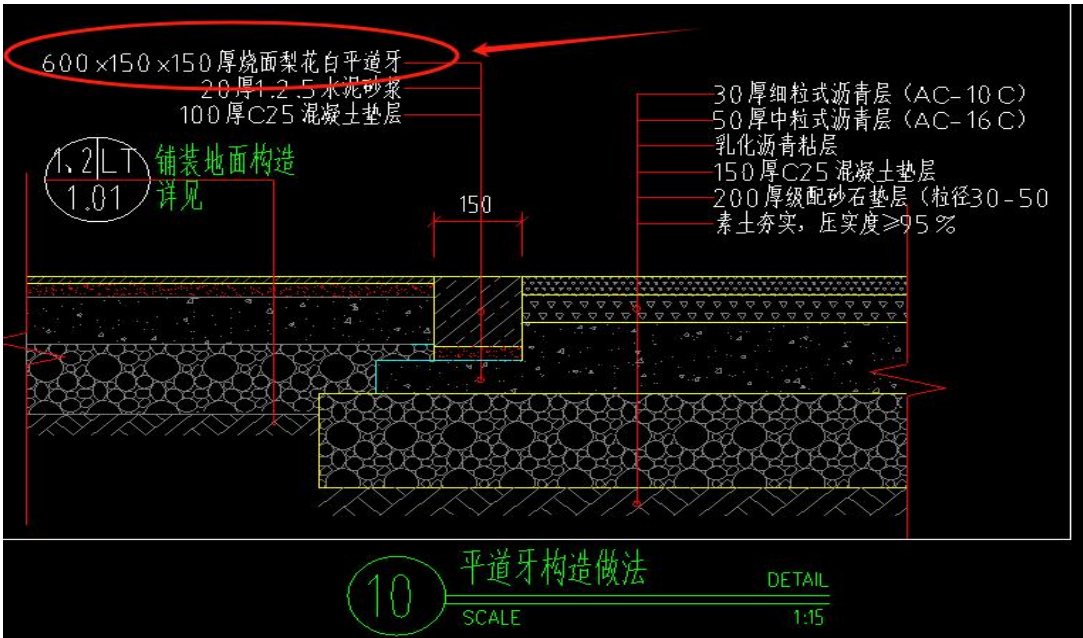 600×150×150厚烧面梨花白平道牙
20厚1:2.5水泥砂浆
100厚C25混凝土垫层
30厚细粒式沥青层（AC-10C）
50厚中粒式沥青层（AC-16C）
乳化沥青粘层
150厚C25混凝土垫层
200厚级配砂石垫层（粒径30-50
素土夯实，压实度≥95%
1.2 LT
1.01
铺装地面构造
详见
150
10
平道牙构造做法
DETAIL
SCALE
1:15